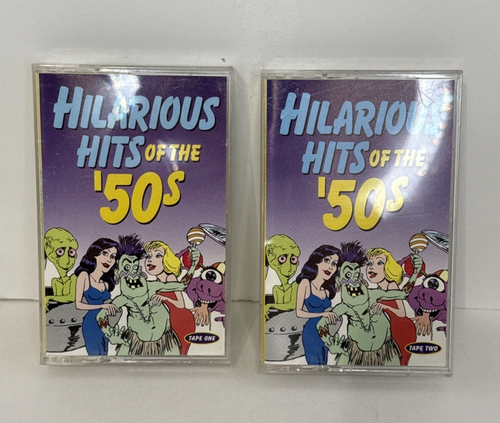 HILARIOUS
HITS OF THE
'50s
TAPE ONE
HILARIOUS
HITS OF THE
'50s
TAPE TWO